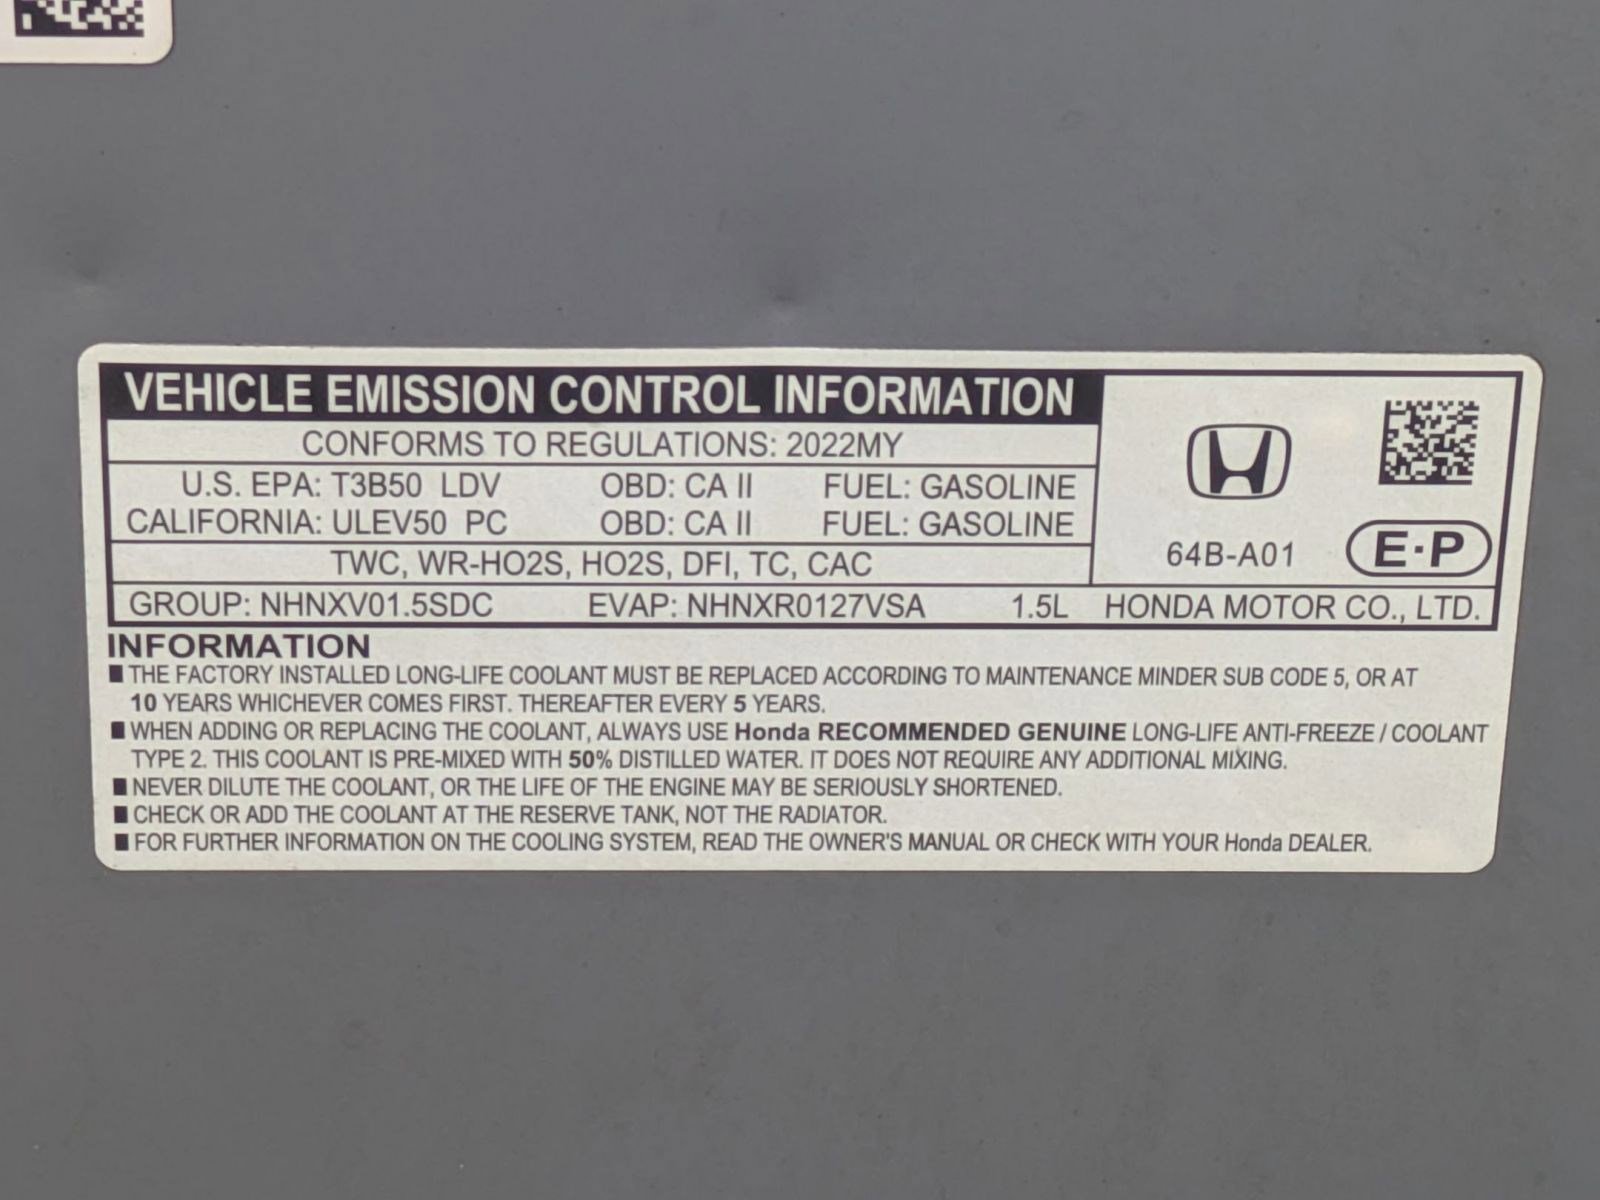 VEHICLE EMISSION CONTROL INFORMATION
CONFORMS TO REGULATIONS: 2022MY
U.S. EPA: T3B50 LDV OBD: CA II FUEL: GASOLINE
CALIFORNIA: ULEV50 PC OBD: CA II FUEL: GASOLINE
64B-A01 E·P
TWC, WR-HO2S, HO2S, DFI, TC, CAC
GROUP: NHNXV01.5SDC EVAP: NHNXR0127VSA 1.5L HONDA MOTOR CO., LTD.
INFORMATION
■ THE FACTORY INSTALLED LONG-LIFE COOLANT MUST BE REPLACED ACCORDING TO MAINTENANCE MINDER SUB CODE 5, OR AT
10 YEARS WHICHEVER COMES FIRST. THEREAFTER EVERY 5 YEARS.
■ WHEN ADDING OR REPLACING THE COOLANT, ALWAYS USE Honda RECOMMENDED GENUINE LONG-LIFE ANTI-FREEZE / COOLANT
TYPE 2. THIS COOLANT IS PRE-MIXED WITH 50% DISTILLED WATER. IT DOES NOT REQUIRE ANY ADDITIONAL MIXING.
■ NEVER DILUTE THE COOLANT, OR THE LIFE OF THE ENGINE MAY BE SERIOUSLY SHORTENED.
■ CHECK OR ADD THE COOLANT AT THE RESERVE TANK, NOT THE RADIATOR.
■ FOR FURTHER INFORMATION ON THE COOLING SYSTEM, READ THE OWNER'S MANUAL OR CHECK WITH YOUR Honda DEALER.